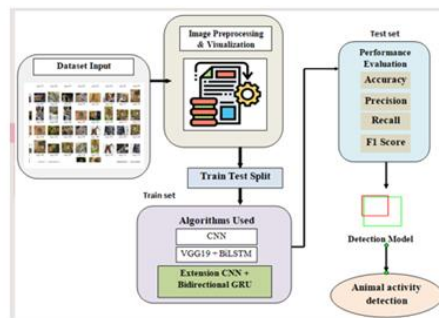 Dataset Input
Image Preprocessing
& Visualization
Train Test Split
Train set
Algorithms Used
CNN
VGG19 + BiLSTM
Extension CNN +
Bidirectional GRU
Test set
Performance
Evaluation
Accuracy
Precision
Recall
F1 Score
Detection Model
Animal activity
detection